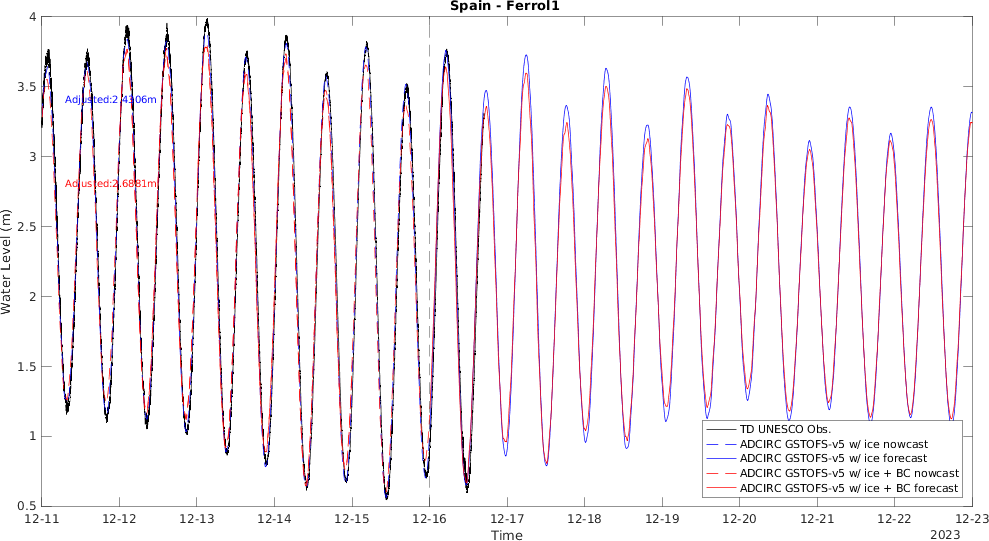 Spain - Ferrol1
4
3.5
3
2.5
2
1.5
1
0.5
Water Level (m)
Adjusted:2.4306m
Adjusted:2.6881m
TD UNESCO Obs.
ADCIRC GSTOFS-v5 w/ ice nowcast
ADCIRC GSTOFS-v5 w/ ice forecast
ADCIRC GSTOFS-v5 w/ ice + BC nowcast
ADCIRC GSTOFS-v5 w/ ice + BC forecast
12-11 12-12 12-13 12-14 12-15 12-16 12-17 12-18 12-19 12-20 12-21 12-22 12-23
Time
2023